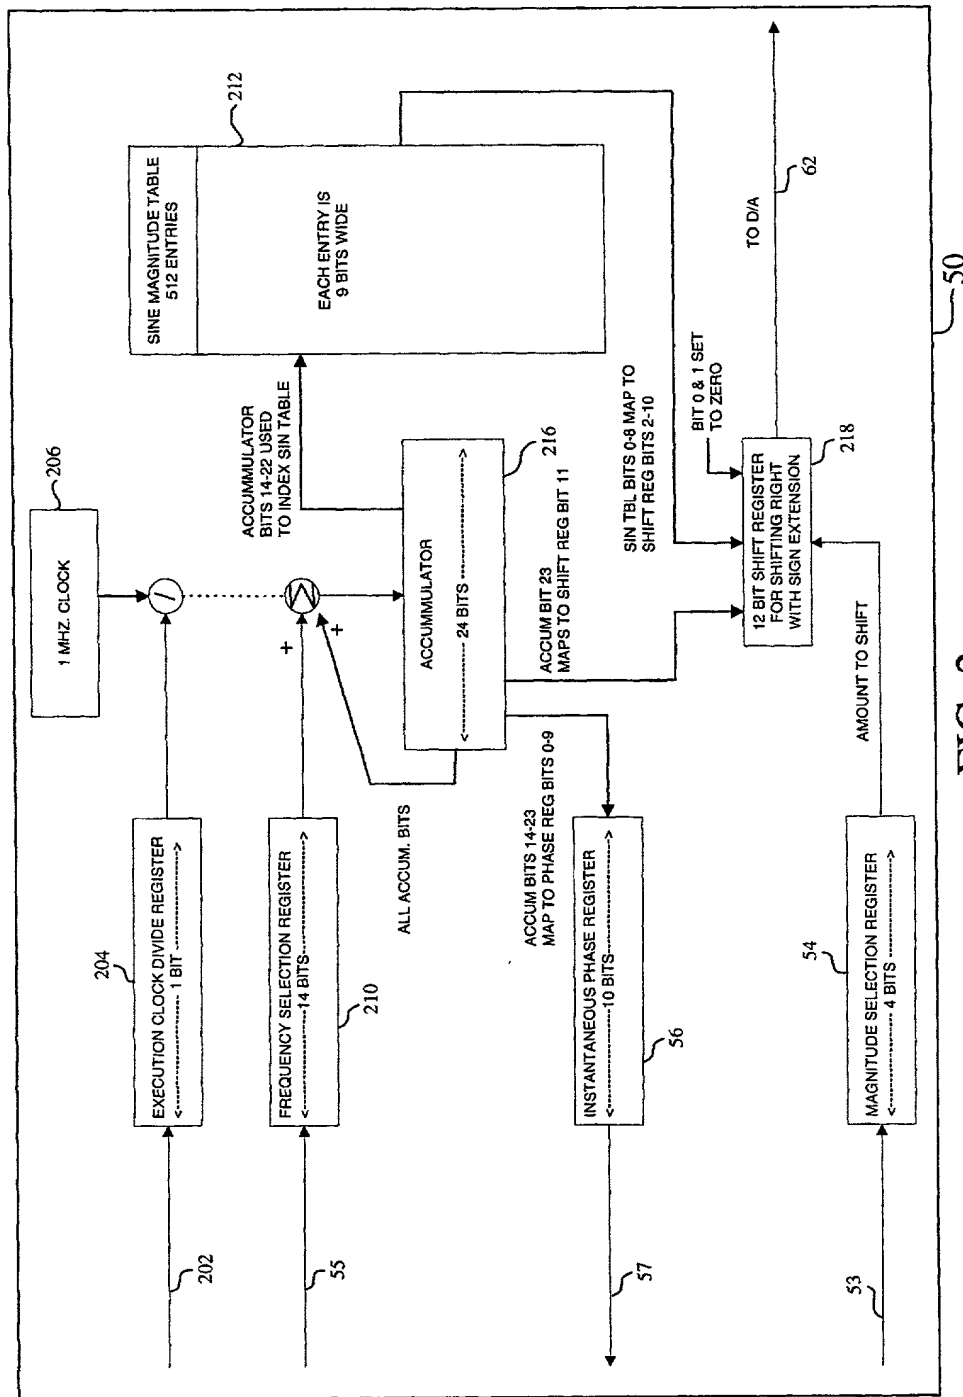 1 MHZ. CLOCK
206
EXECUTION CLOCK DIVIDE REGISTER
<------------ 1 BIT ------------>
204
202
/
SINE MAGNITUDE TABLE
512 ENTRIES
212
EACH ENTRY IS
9 BITS WIDE
ACCUMMULATOR
BITS 14-22 USED
TO INDEX SIN TABLE
FREQUENCY SELECTION REGISTER
<------------14 BITS------------>
210
55
+
Σ
+
ALL ACCUM. BITS
ACCUMMULATOR
<------------ 24 BITS ------------>
216
ACCUM BITS 14-23
MAP TO PHASE REG BITS 0-9
ACCUM BIT 23
MAPS TO SHIFT REG BIT 11
SIN TBL BITS 0-8 MAP TO
SHIFT REG BITS 2-10
INSTANTANEOUS PHASE REGISTER
<------------10 BITS------------>
56
57
BIT 0 & 1 SET
TO ZERO
12 BIT SHIFT REGISTER
FOR SHIFTING RIGHT
WITH SIGN EXTENSION
218
TO D/A
62
AMOUNT TO SHIFT
54
MAGNITUDE SELECTION REGISTER
<------------ 4 BITS ------------>
53
50
FIG.